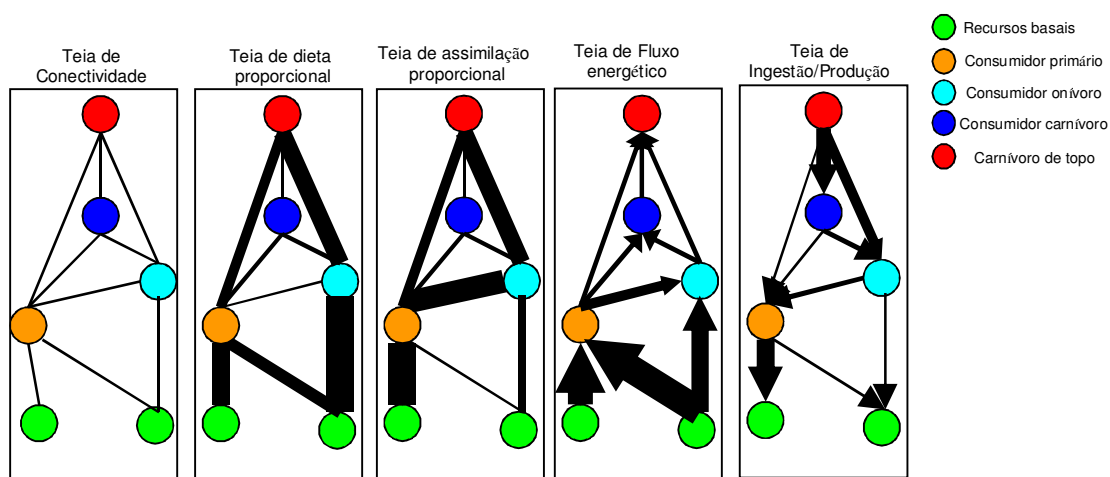 Teia de
Conectividade
Teia de dieta
proporcional
Teia de assimilação
proporcional
Teia de Fluxo
energético
Teia de
Ingestão/Produção
Recursos basais
Consumidor primário
Consumidor onívoro
Consumidor carnívoro
Carnívoro de topo